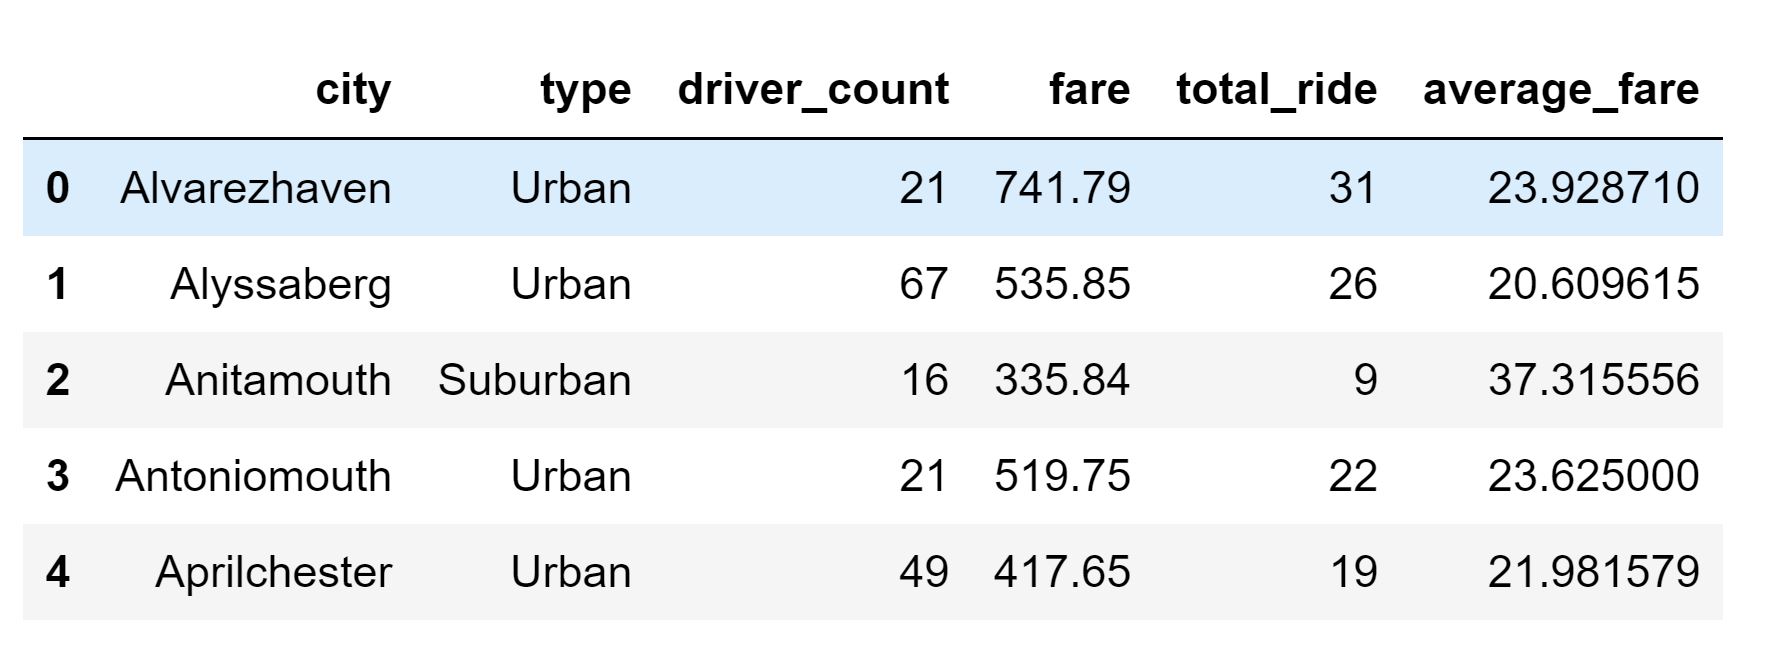 city type driver_count fare total_ride average_fare
0 Alvarezhaven Urban 21 741.79 31 23.928710
1 Alyssaberg Urban 67 535.85 26 20.609615
2 Anitamouth Suburban 16 335.84 9 37.315556
3 Antoniomouth Urban 21 519.75 22 23.625000
4 Aprilchester Urban 49 417.65 19 21.981579